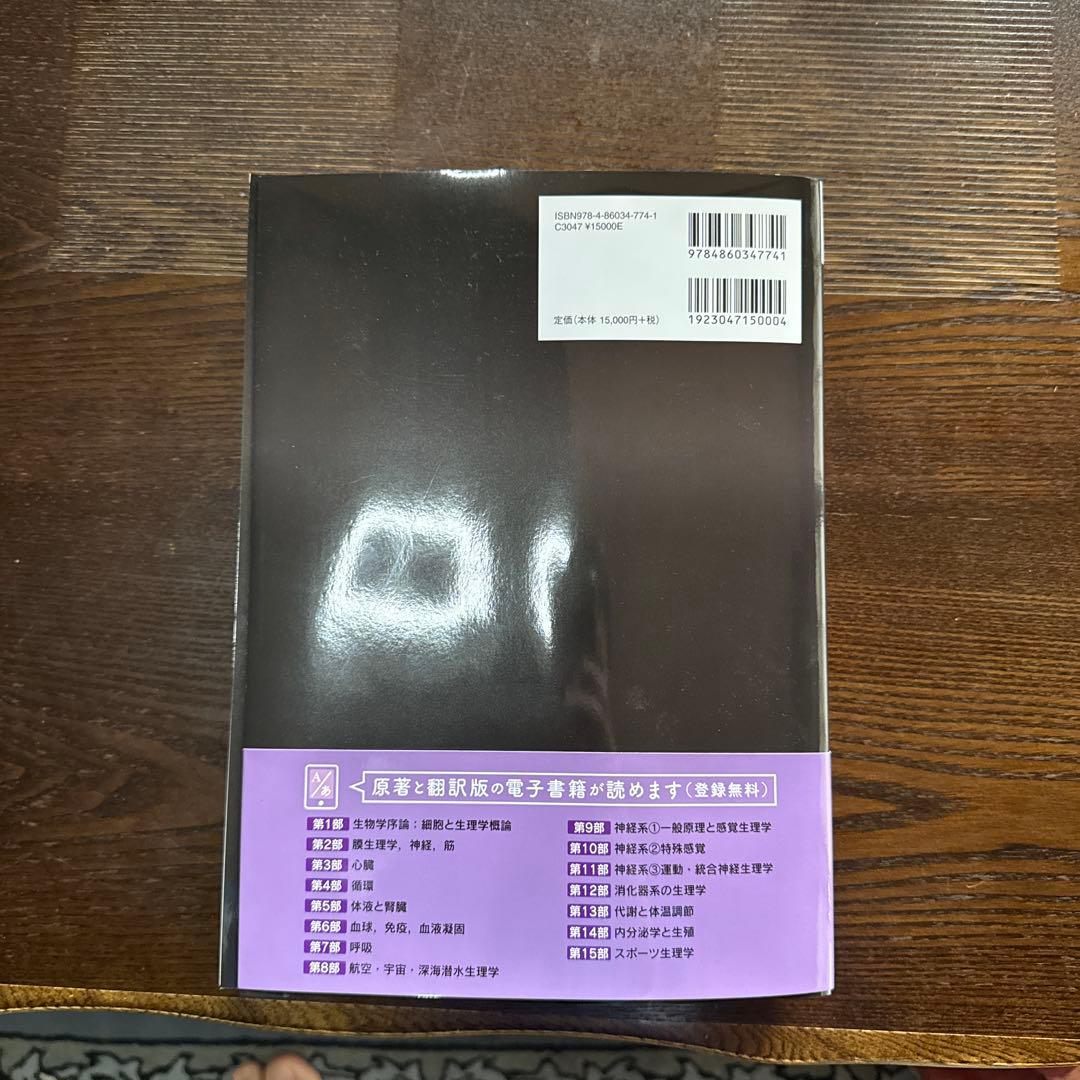 ISBN978-4-86034-774-1
C3047 ¥15000E
9784860347741
定価(本体 15,000円+税)
1923047150004
A/あ
原著と翻訳版の電子書籍が読めます(登録無料)
第1部 生物学序論:細胞と生理学概論
第2部 膜生理学,神経,筋
第3部 心臓
第4部 循環
第5部 体液と腎臓
第6部 血球,免疫,血液凝固
第7部 呼吸
第8部 航空・宇宙・深海潜水生理学
第9部 神経系①一般原理と感覚生理学
第10部 神経系②特殊感覚
第11部 神経系③運動・統合神経生理学
第12部 消化器系の生理学
第13部 代謝と体温調節
第14部 内分泌学と生殖
第15部 スポーツ生理学